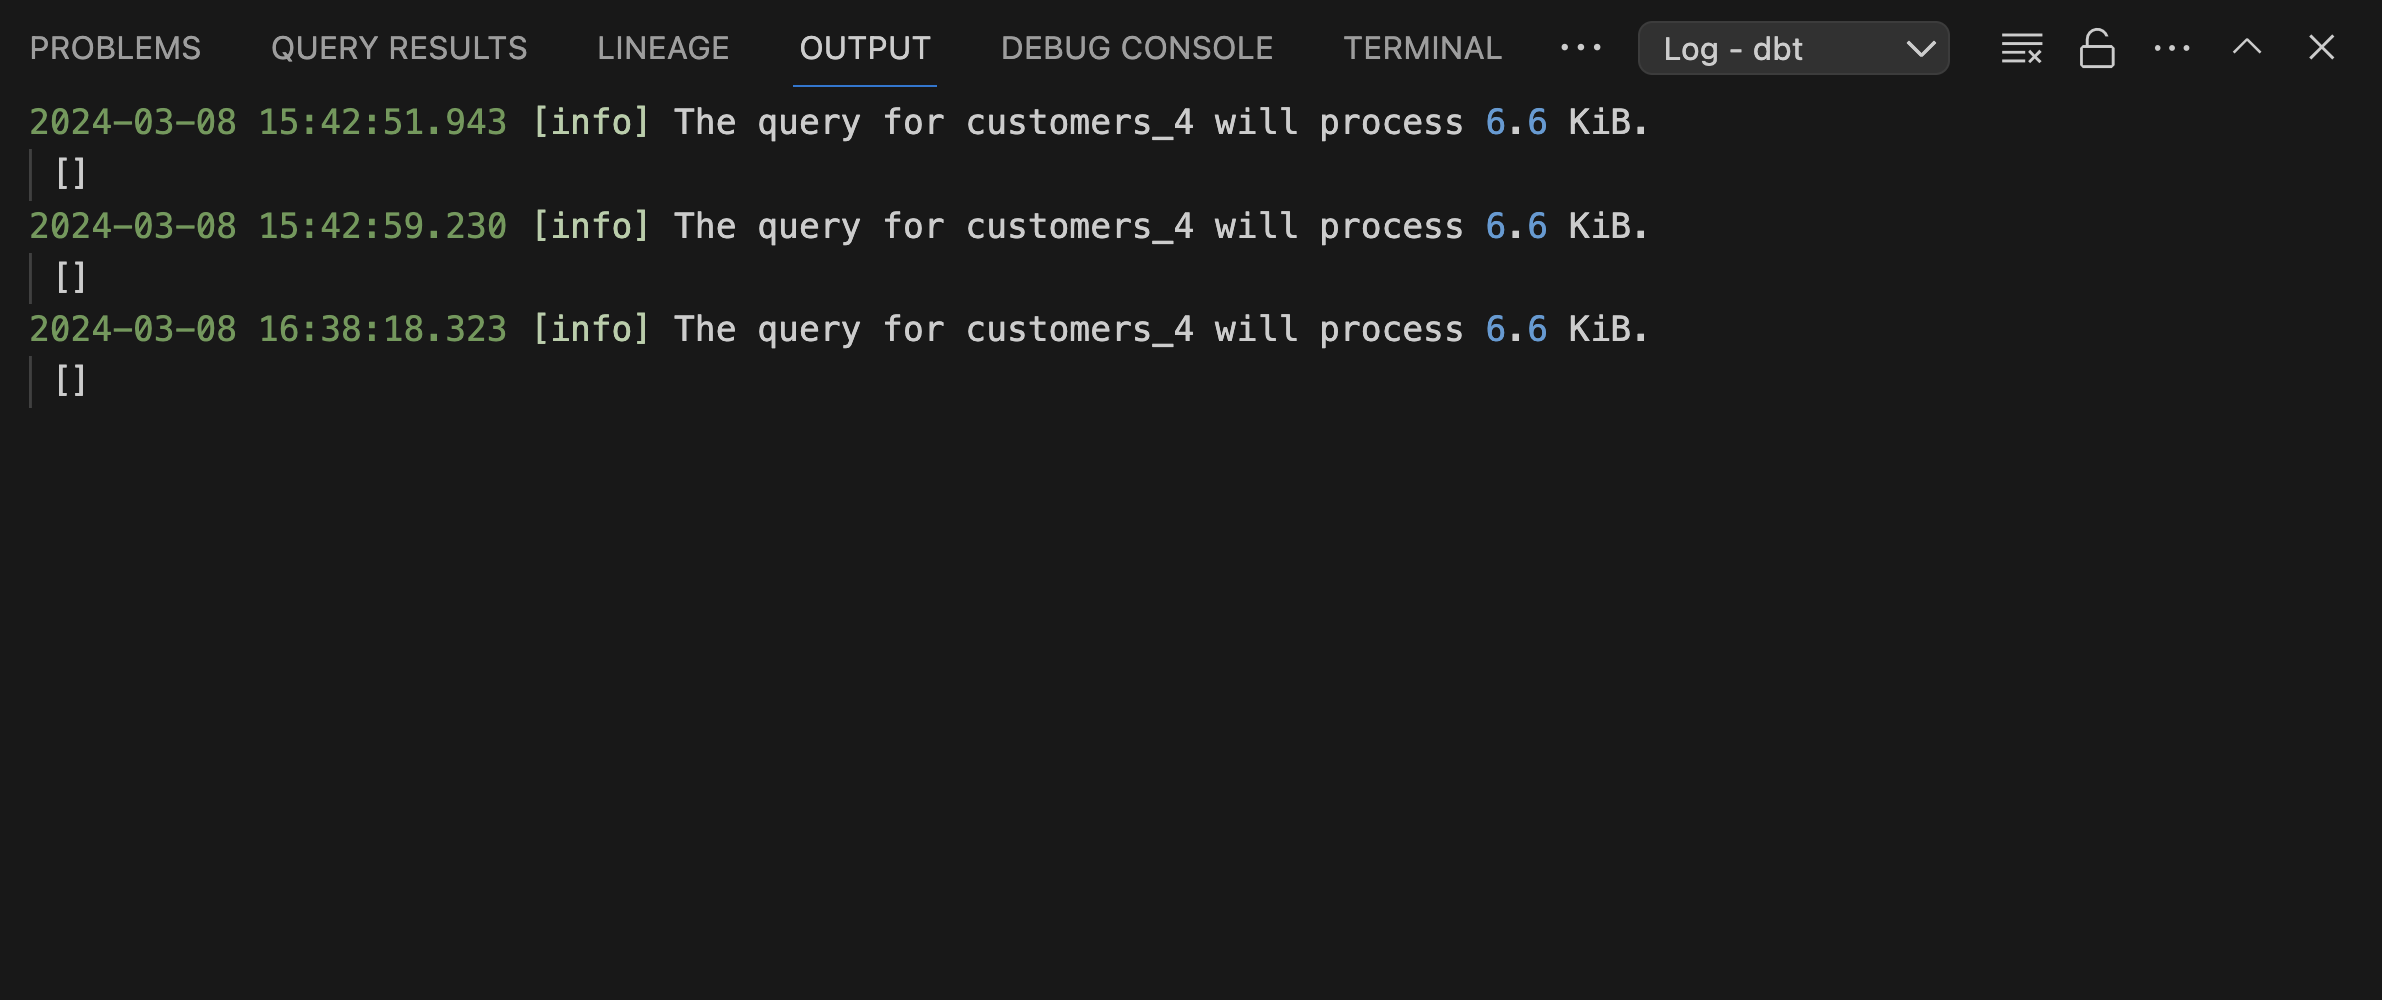 PROBLEMS QUERY RESULTS LINEAGE OUTPUT DEBUG CONSOLE TERMINAL ··· Log - dbt ···
2024-03-08 15:42:51.943 [info] The query for customers_4 will process 6.6 KiB.
[]
2024-03-08 15:42:59.230 [info] The query for customers_4 will process 6.6 KiB.
[]
2024-03-08 16:38:18.323 [info] The query for customers_4 will process 6.6 KiB.
[]